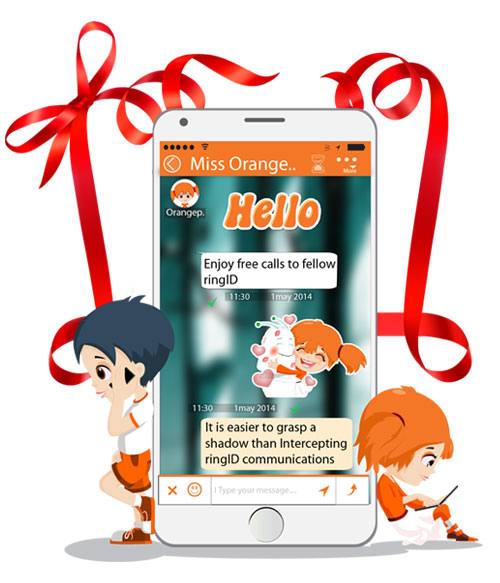 Miss Orange..
More
Orangep.
Hello
Enjoy free calls to fellow
ringID
11:30 1may 2014
11:30 1may 2014
It is easier to grasp a
shadow than Intercepting
ringID communications
I Type your message....